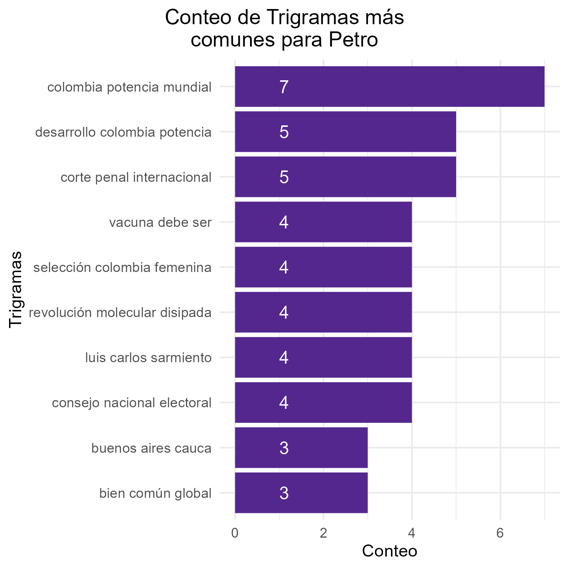 Conteo de Trigramas más
comunes para Petro
Trigramas
colombia potencia mundial 7
desarrollo colombia potencia 5
corte penal internacional 5
vacuna debe ser 4
selección colombia femenina 4
revolución molecular disipada 4
luis carlos sarmiento 4
consejo nacional electoral 4
buenos aires cauca 3
bien común global 3
0 2 4 6
Conteo